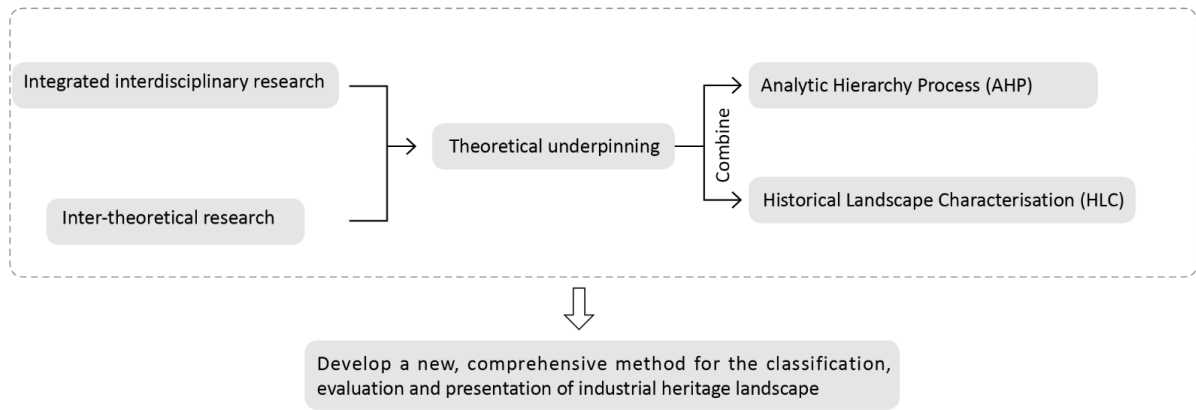 Integrated interdisciplinary research
Inter-theoretical research
Theoretical underpinning
Combine
Analytic Hierarchy Process (AHP)
Historical Landscape Characterisation (HLC)
Develop a new, comprehensive method for the classification,
evaluation and presentation of industrial heritage landscape